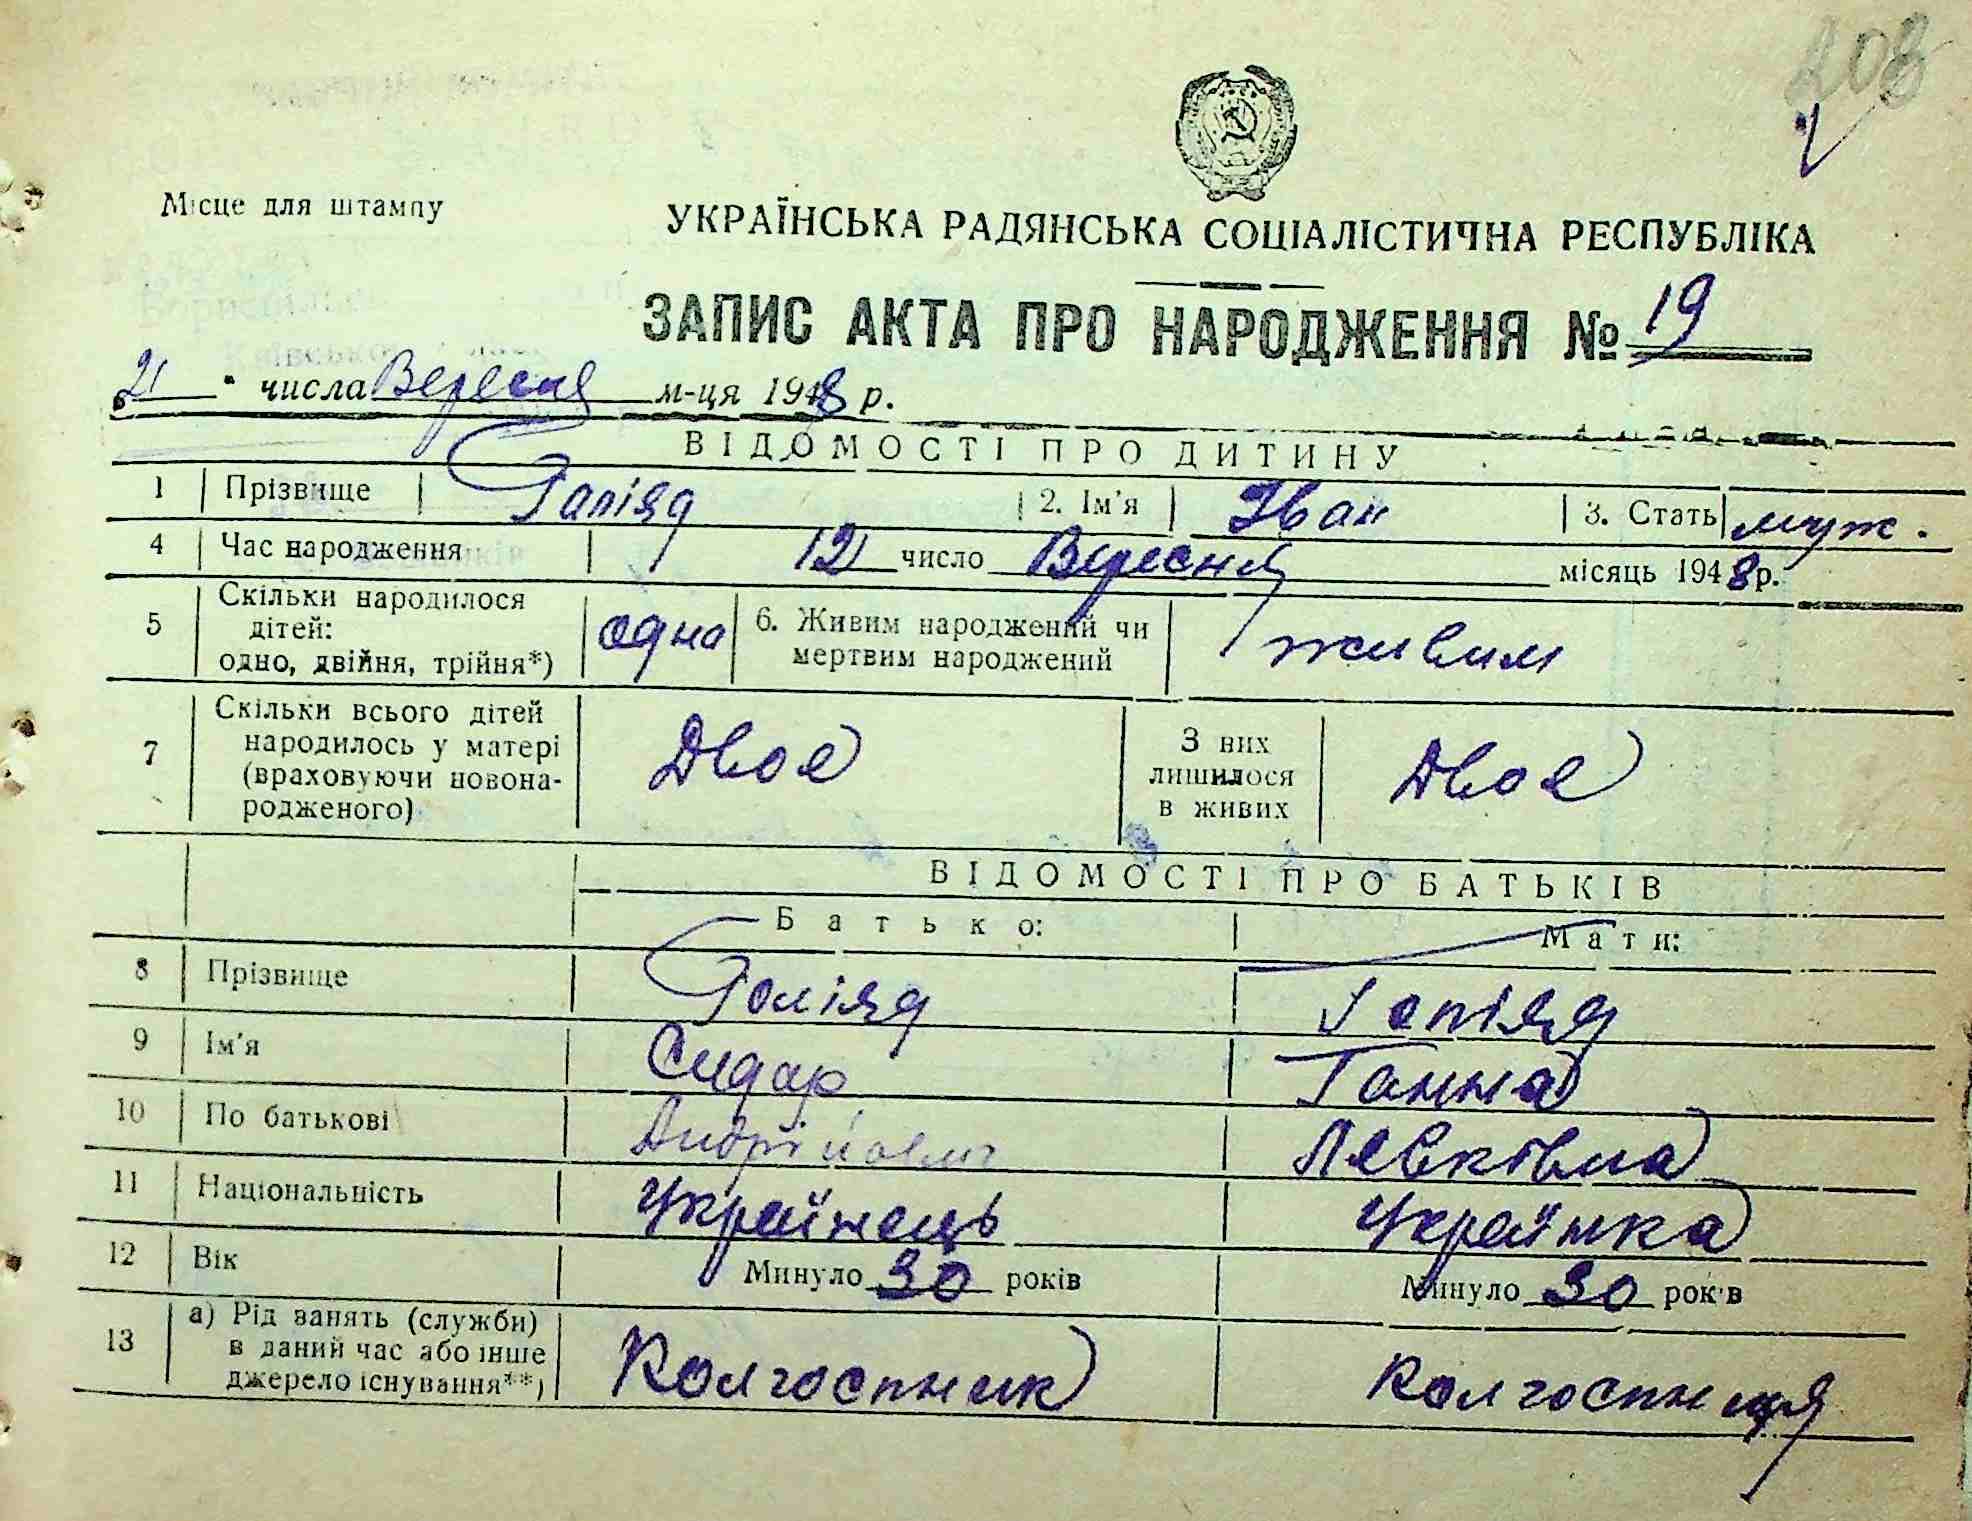 208
Місце для штампу
УКРАЇНСЬКА РАДЯНСЬКА СОЦІАЛІСТИЧНА РЕСПУБЛІКА
ЗАПИС АКТА ПРО НАРОДЖЕННЯ № 19
21 " числа Вересня м-ця 1948 р.
ВІДОМОСТІ ПРО ДИТИНУ
1 Прізвище Галіяд 2. Ім'я Іван 3. Стать муж.
4 Час народження 12 число Вересня місяць 1948 р.
5 Скільки народилося дітей: одно, двійня, трійня*) одна 6. Живим народжений чи мертвим народжений живим
7 Скільки всього дітей народилось у матері (враховуючи новонародженого) Двоє З них лишилося в живих Двоє
ВІДОМОСТІ ПРО БАТЬКІВ
Батько: Мати:
8 Прізвище Галіяд Галіяд
9 Ім'я Сидар Ганна
10 По батькові Андрійович Лявківна
11 Національність Українець Українка
12 Вік Минуло 30 років Минуло 30 років
13 а) Рід занять (служби) в даний час або інше джерело існування**) Колгоспник Колгоспниця